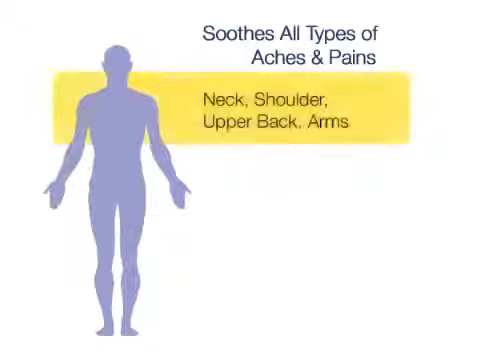 Soothes All Types of
Aches & Pains
Neck, Shoulder,
Upper Back, Arms